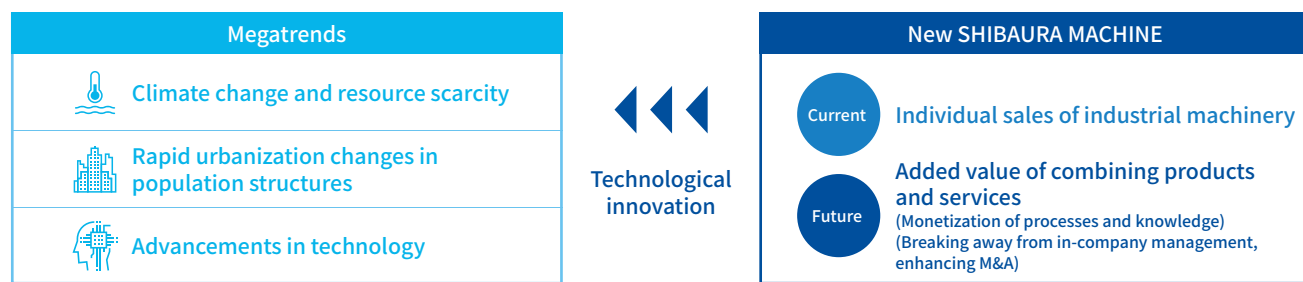 Megatrends
Climate change and resource scarcity
Rapid urbanization changes in
population structures
Advancements in technology
Technological
innovation
New SHIBAURA MACHINE
Current
Individual sales of industrial machinery
Future
Added value of combining products
and services
(Monetization of processes and knowledge)
(Breaking away from in-company management,
enhancing M&A)